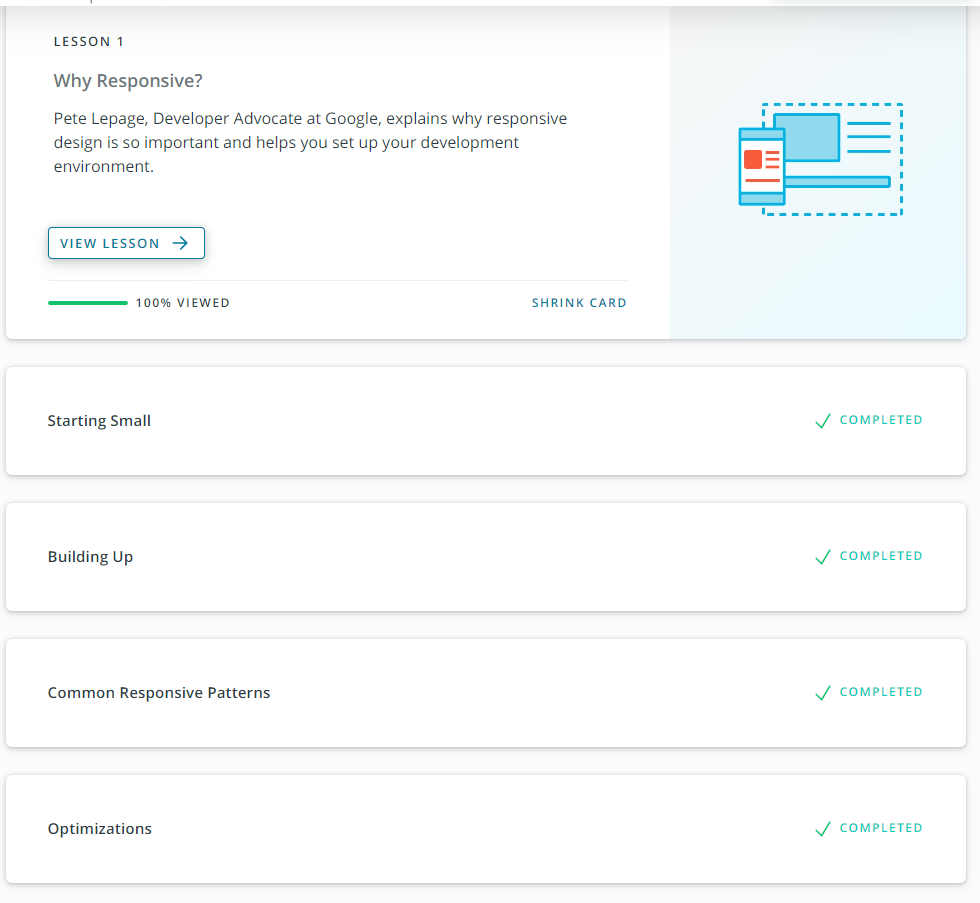 LESSON 1
Why Responsive?
Pete Lepage, Developer Advocate at Google, explains why responsive
design is so important and helps you set up your development
environment.
VIEW LESSON
100% VIEWED
SHRINK CARD
Starting Small
COMPLETED
Building Up
COMPLETED
Common Responsive Patterns
COMPLETED
Optimizations
COMPLETED